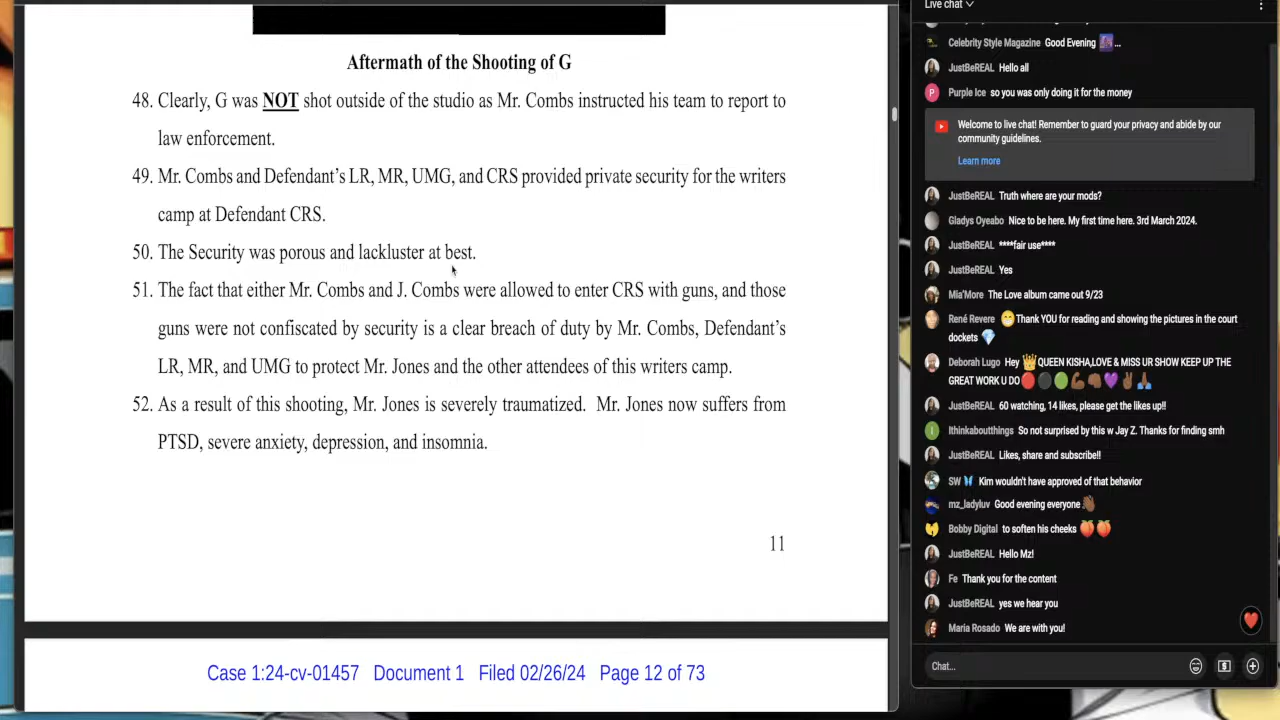 Aftermath of the Shooting of G
48. Clearly, G was NOT shot outside of the studio as Mr. Combs instructed his team to report to
law enforcement.
49. Mr. Combs and Defendant's LR, MR, UMG, and CRS provided private security for the writers
camp at Defendant CRS.
50. The Security was porous and lackluster at best.
51. The fact that either Mr. Combs and J. Combs were allowed to enter CRS with guns, and those
guns were not confiscated by security is a clear breach of duty by Mr. Combs, Defendant's
LR, MR, and UMG to protect Mr. Jones and the other attendees of this writers camp.
52. As a result of this shooting, Mr. Jones is severely traumatized. Mr. Jones now suffers from
PTSD, severe anxiety, depression, and insomnia.
11
Case 1:24-cv-01457 Document 1 Filed 02/26/24 Page 12 of 73
Live chat
Celebrity Style Magazine Good Evening ...
JustBeREAL Hello all
P Purple Ice so you was only doing it for the money
Welcome to live chat! Remember to guard your privacy and abide by our
community guidelines.
Learn more
JustBeREAL Truth where are your mods?
Gladys Oyeabo Nice to be here. My first time here. 3rd March 2024.
JustBeREAL ****fair use****
JustBeREAL Yes
Mia'More The Love album came out 9/23
René Revere Thank YOU for reading and showing the pictures in the court
dockets
Deborah Lugo Hey QUEEN KISHA,LOVE & MISS UR SHOW KEEP UP THE
GREAT WORK U DO
JustBeREAL 60 watching, 14 likes, please get the likes up!!
I Ithinkaboutthings So not surprised by this w Jay Z. Thanks for finding smh
JustBeREAL Likes, share and subscribe!!
SW Kim wouldn't have approved of that behavior
mz_ladyluv Good evening everyone
Bobby Digital to soften his cheeks
JustBeREAL Hello Mz!
Fe Thank you for the content
JustBeREAL yes we hear you
Maria Rosado We are with you!
Chat...